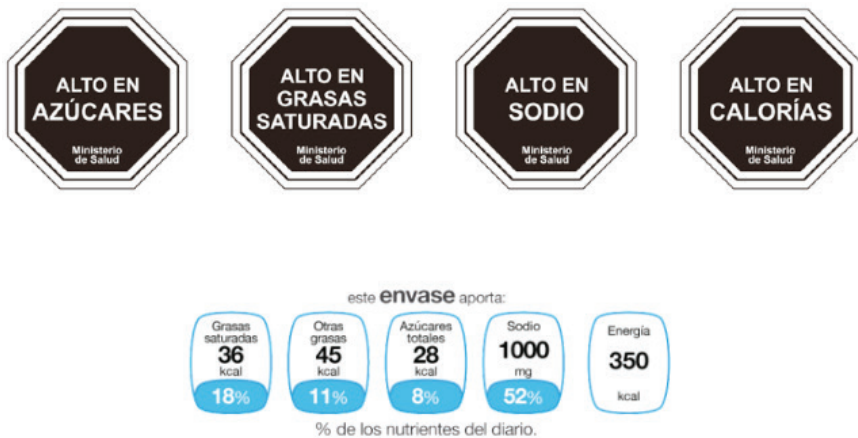 ALTO EN
AZÚCARES
Ministerio
de Salud
ALTO EN
GRASAS
SATURADAS
Ministerio
de Salud
ALTO EN
SODIO
Ministerio
de Salud
ALTO EN
CALORÍAS
Ministerio
de Salud
este envase aporta:
Grasas
saturadas
36
kcal
18%
Otras
grasas
45
kcal
11%
Azúcares
totales
28
kcal
8%
Sodio
1000
mg
52%
Energía
350
kcal
% de los nutrientes del diario.